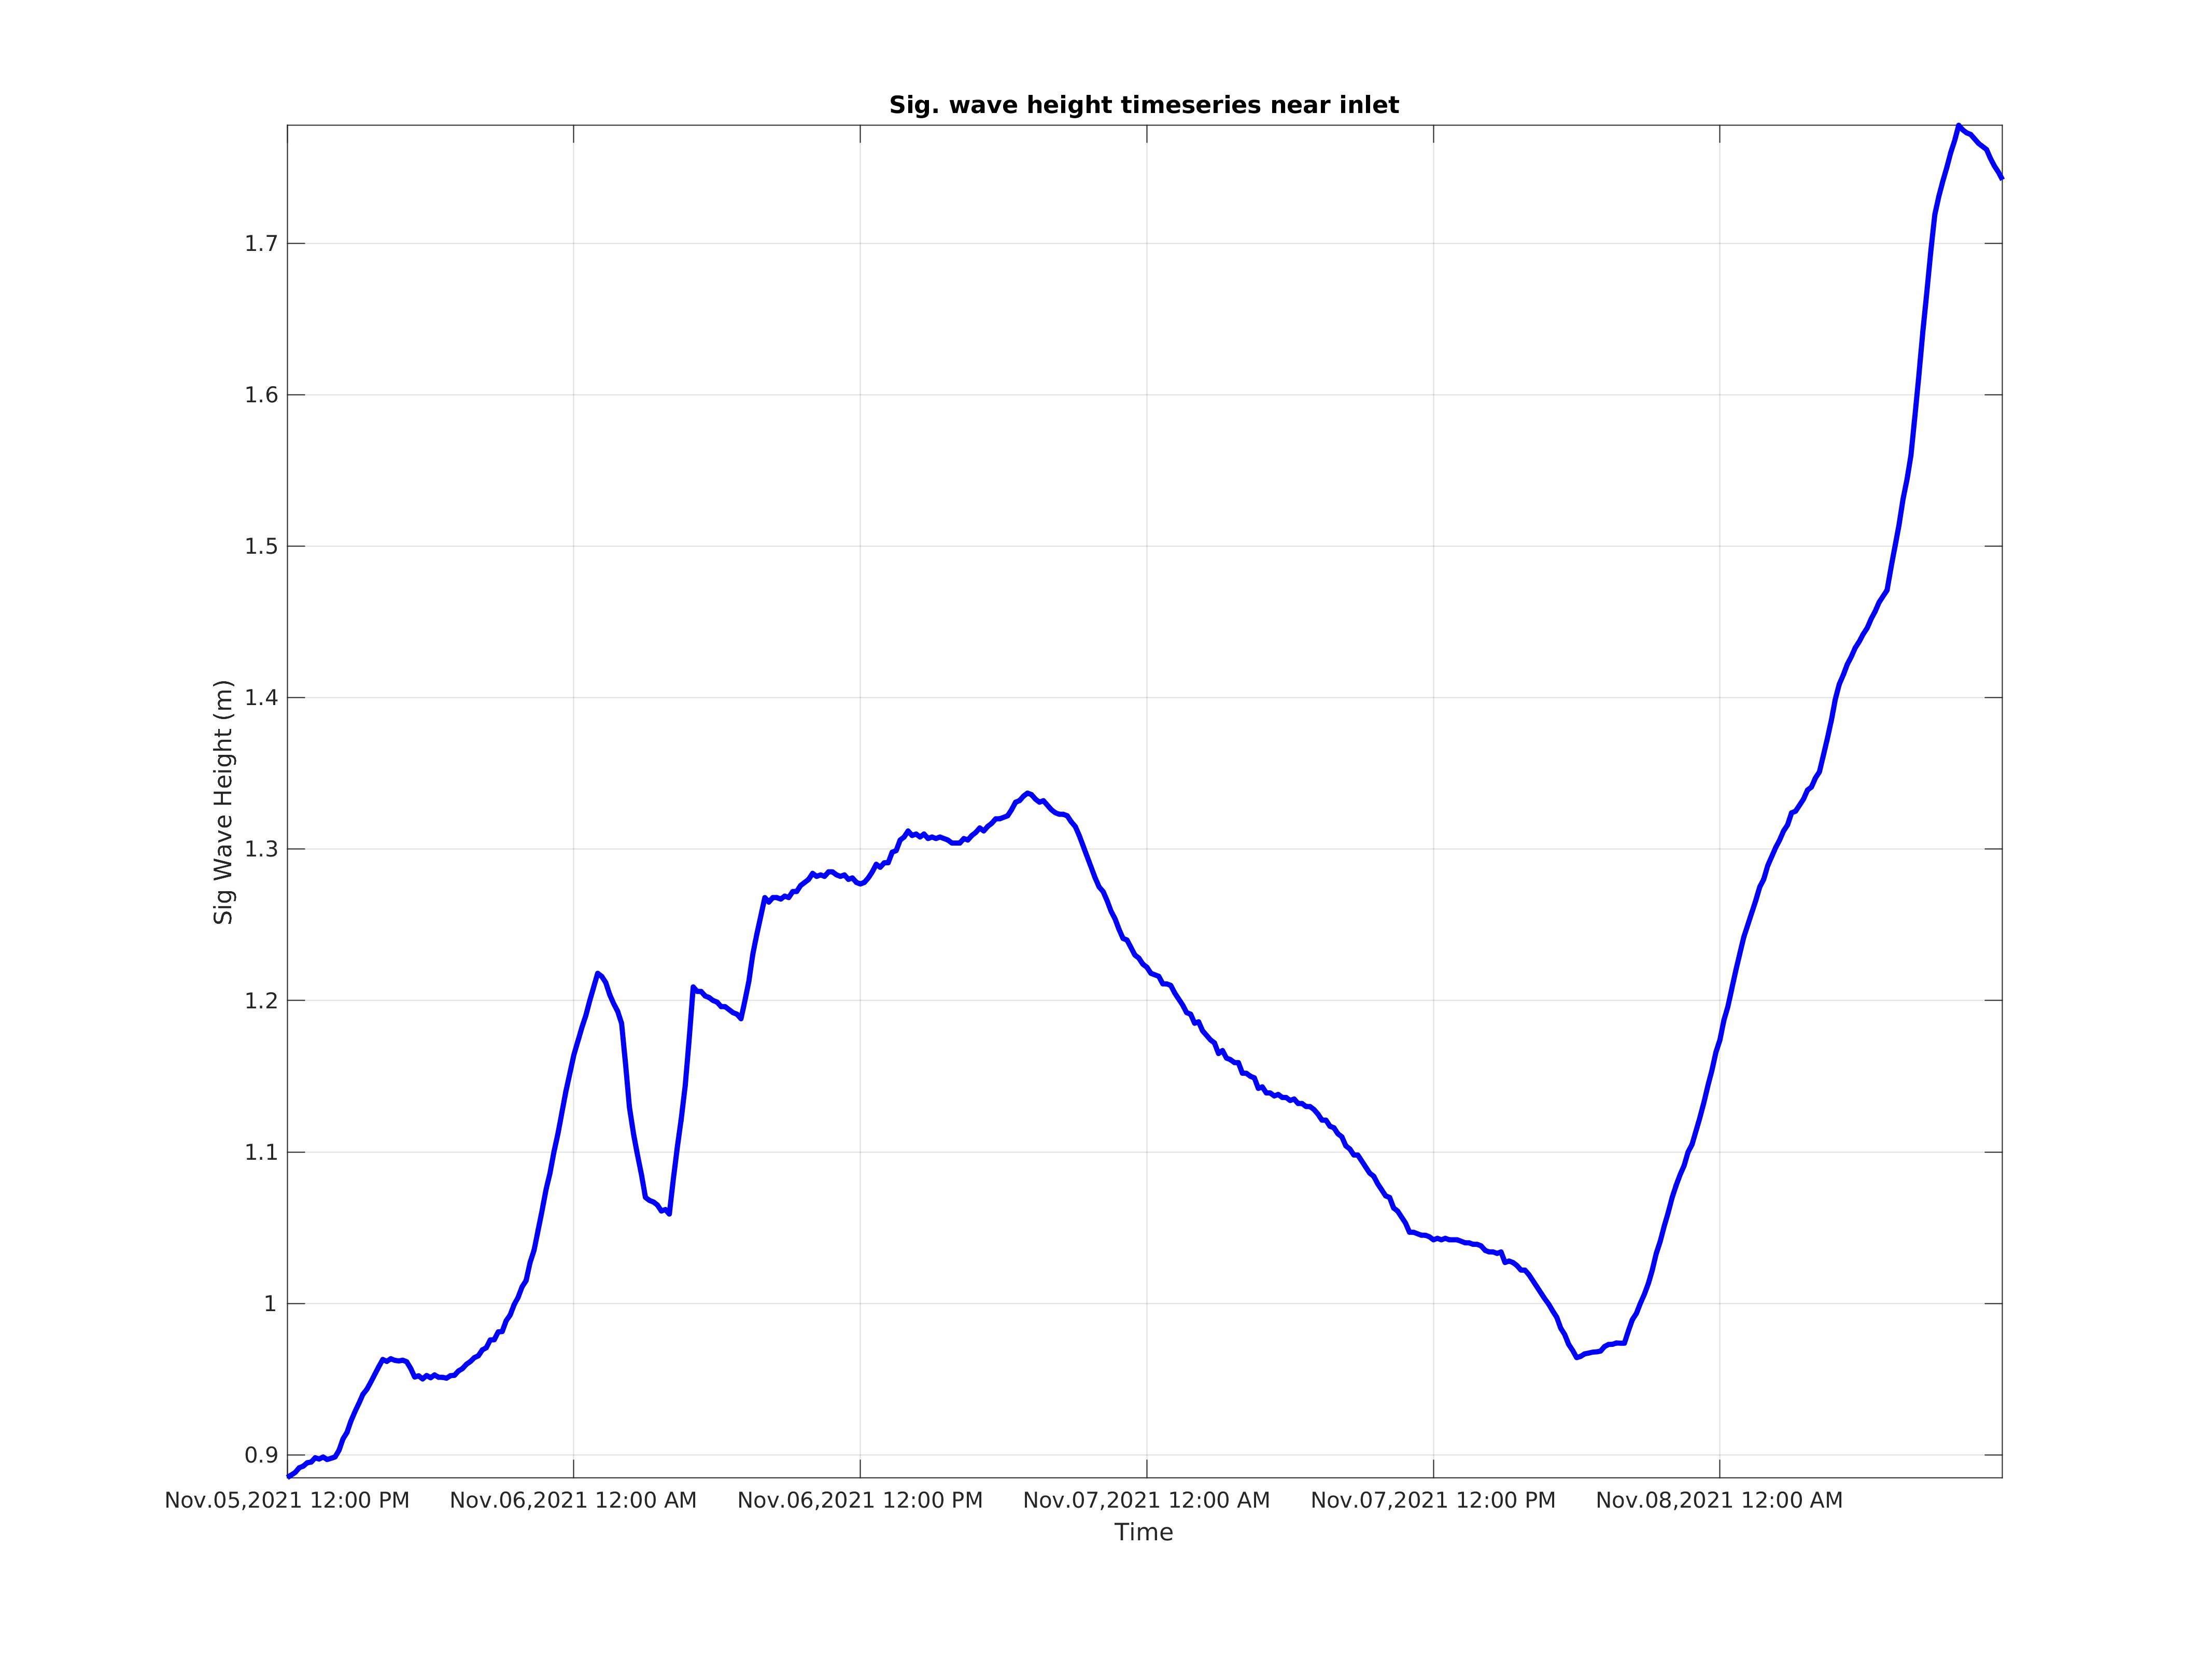 Sig. wave height timeseries near inlet
1.7
1.6
1.5
1.4
1.3
1.2
1.1
1
0.9
Sig Wave Height (m)
Nov.05,2021 12:00 PM Nov.06,2021 12:00 AM Nov.06,2021 12:00 PM Nov.07,2021 12:00 AM Nov.07,2021 12:00 PM Nov.08,2021 12:00 AM
Time